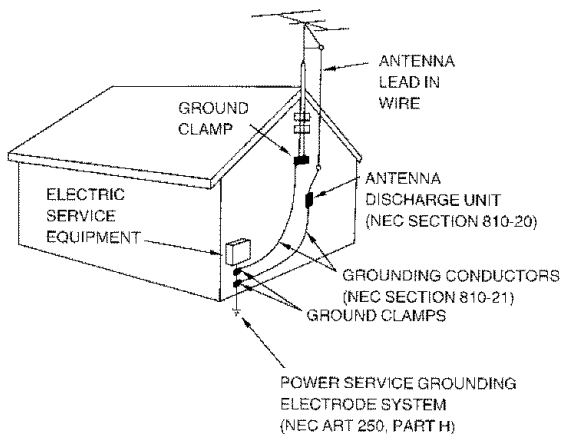 ANTENNA
LEAD IN
WIRE
GROUND
CLAMP
ANTENNA
DISCHARGE UNIT
(NEC SECTION 810-20)
ELECTRIC
SERVICE
EQUIPMENT
GROUNDING CONDUCTORS
(NEC SECTION 810-21)
GROUND CLAMPS
POWER SERVICE GROUNDING
ELECTRODE SYSTEM
(NEC ART 250, PART H)